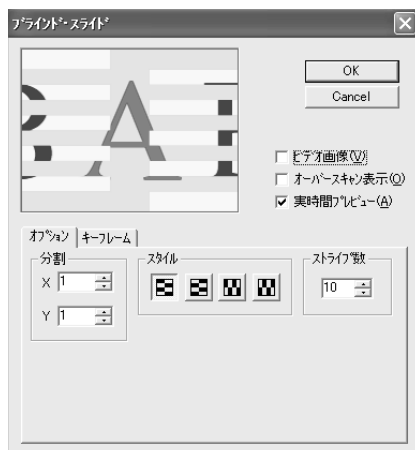 ブラインド・スライド
BAF
OK
Cancel
ビデオ画像(V)
オーバースキャン表示(O)
実時間プレビュー(A)
オプション キーフレーム
分割 スタイル ストライプ数
X 1
10
Y 1